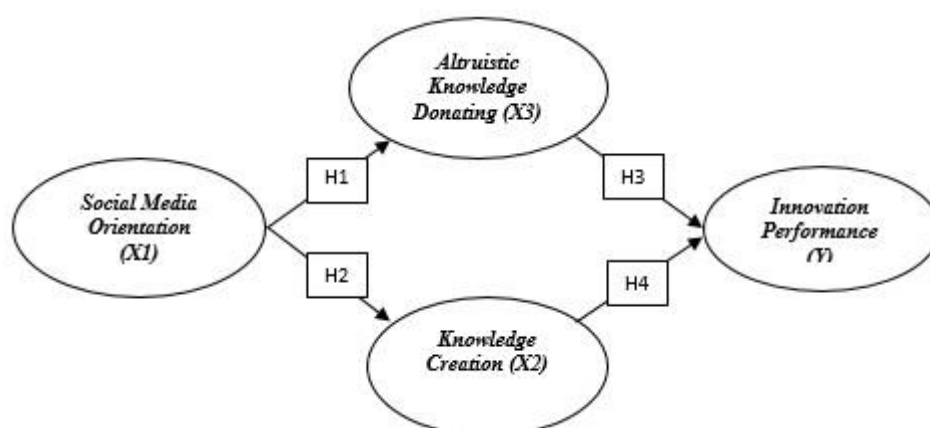 Altruistic
Knowledge
Donating (X3)
H1
H3
Social Media
Orientation
(X1)
Innovation
Performance
(Y)
H2
H4
Knowledge
Creation (X2)